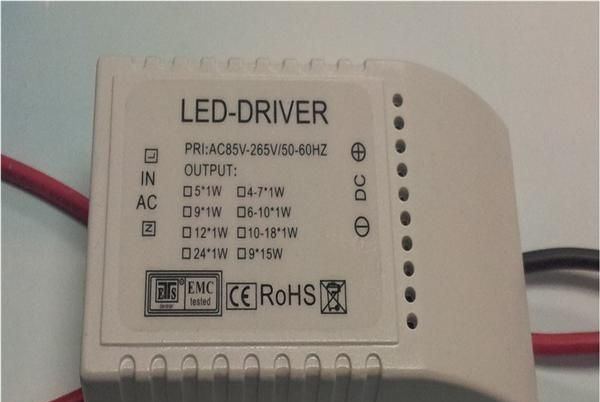 LED-DRIVER
PRI:AC85V-265V/50-60HZ
OUTPUT:
5*1W 4-7*1W
9*1W 6-10*1W
12*1W 10-18*1W
24*1W 9*15W
L
IN
AC
N
DC
ETS
EMC
tested
CE RoHS